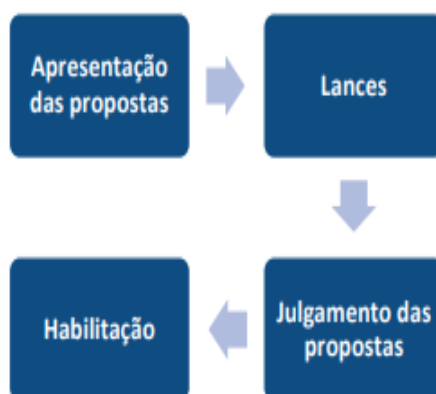 Apresentação
das propostas
Lances
Julgamento das
propostas
Habilitação